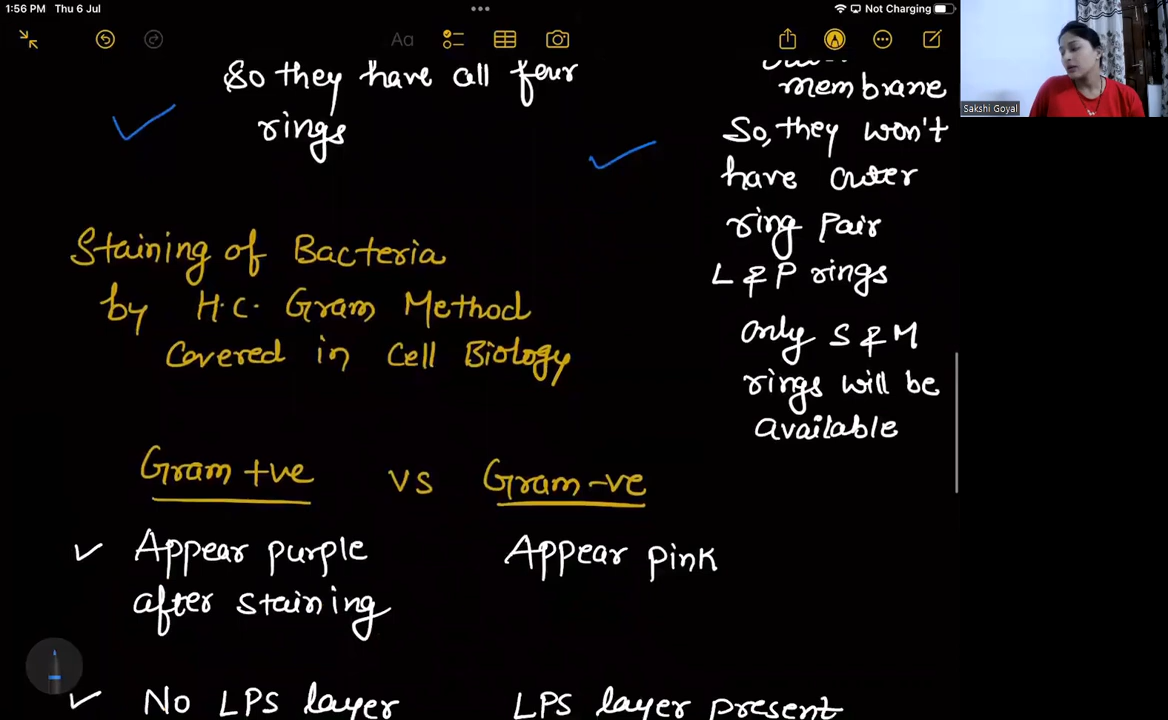 1:56 PM Thu 6 Jul
Not Charging
Aa
Sakshi Goyal
So they have all four
rings
membrane
So, they won't
have outer
ring Pair
L & P rings
only S & M
rings will be
available
Staining of Bacteria
by H.C. Gram Method
Covered in Cell Biology
Gram +ve vs Gram -ve
Appear purple Appear pink
after staining
No LPS layer LPS layer present